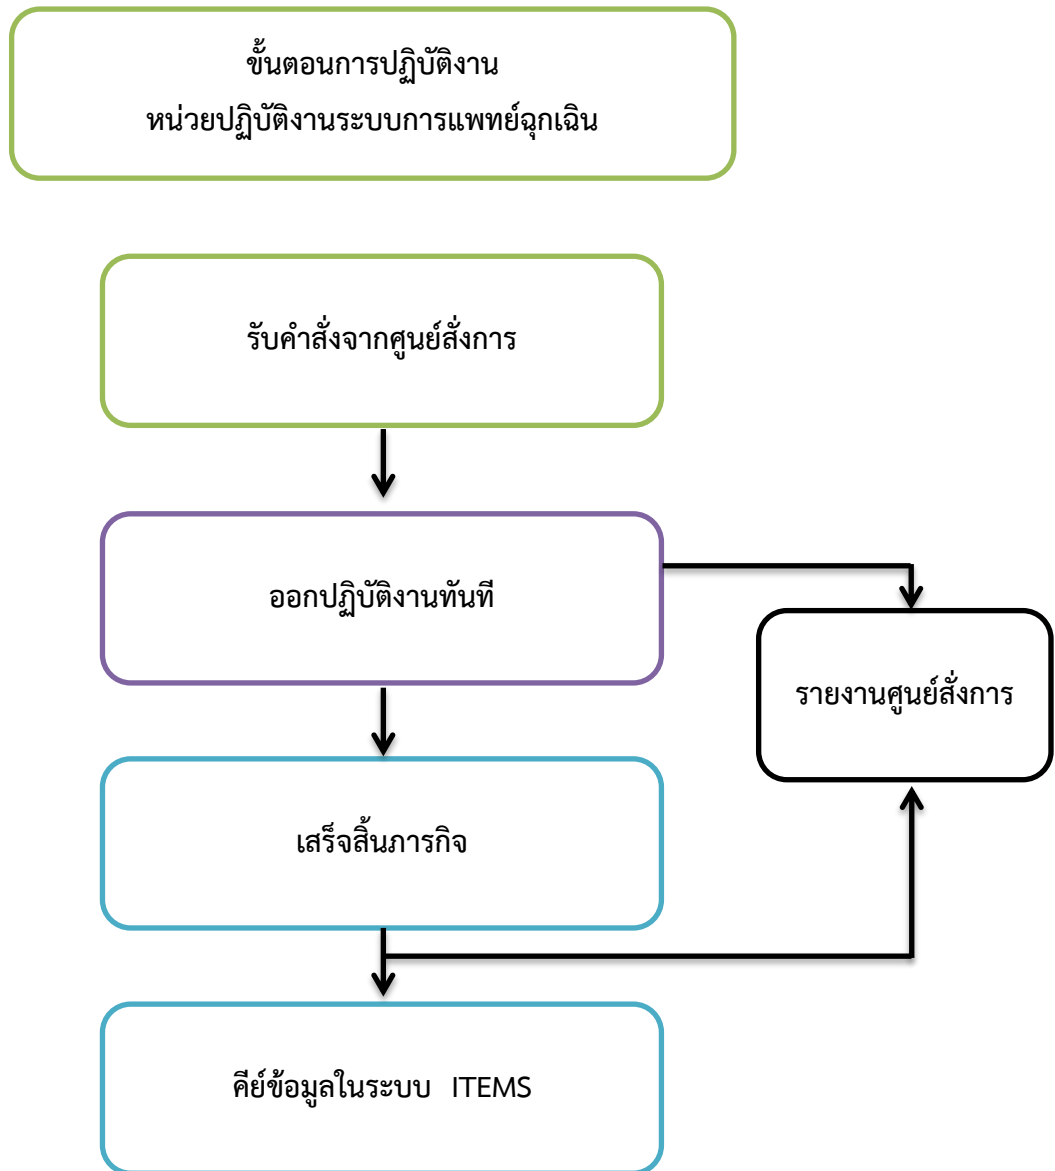 ขั้นตอนการปฏิบัติงาน
หน่วยปฏิบัติงานระบบการแพทย์ฉุกเฉิน
รับคำสั่งจากศูนย์สั่งการ
ออกปฏิบัติงานทันที
รายงานศูนย์สั่งการ
เสร็จสิ้นภารกิจ
คีย์ข้อมูลในระบบ ITEMS